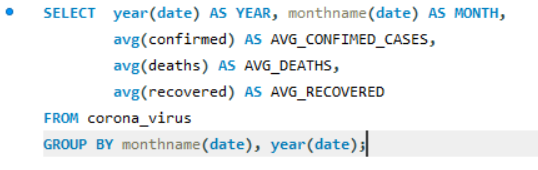 SELECT year(date) AS YEAR, monthname(date) AS MONTH,
avg(confirmed) AS AVG_CONFIMED_CASES,
avg(deaths) AS AVG_DEATHS,
avg(recovered) AS AVG_RECOVERED
FROM corona_virus
GROUP BY monthname(date), year(date);